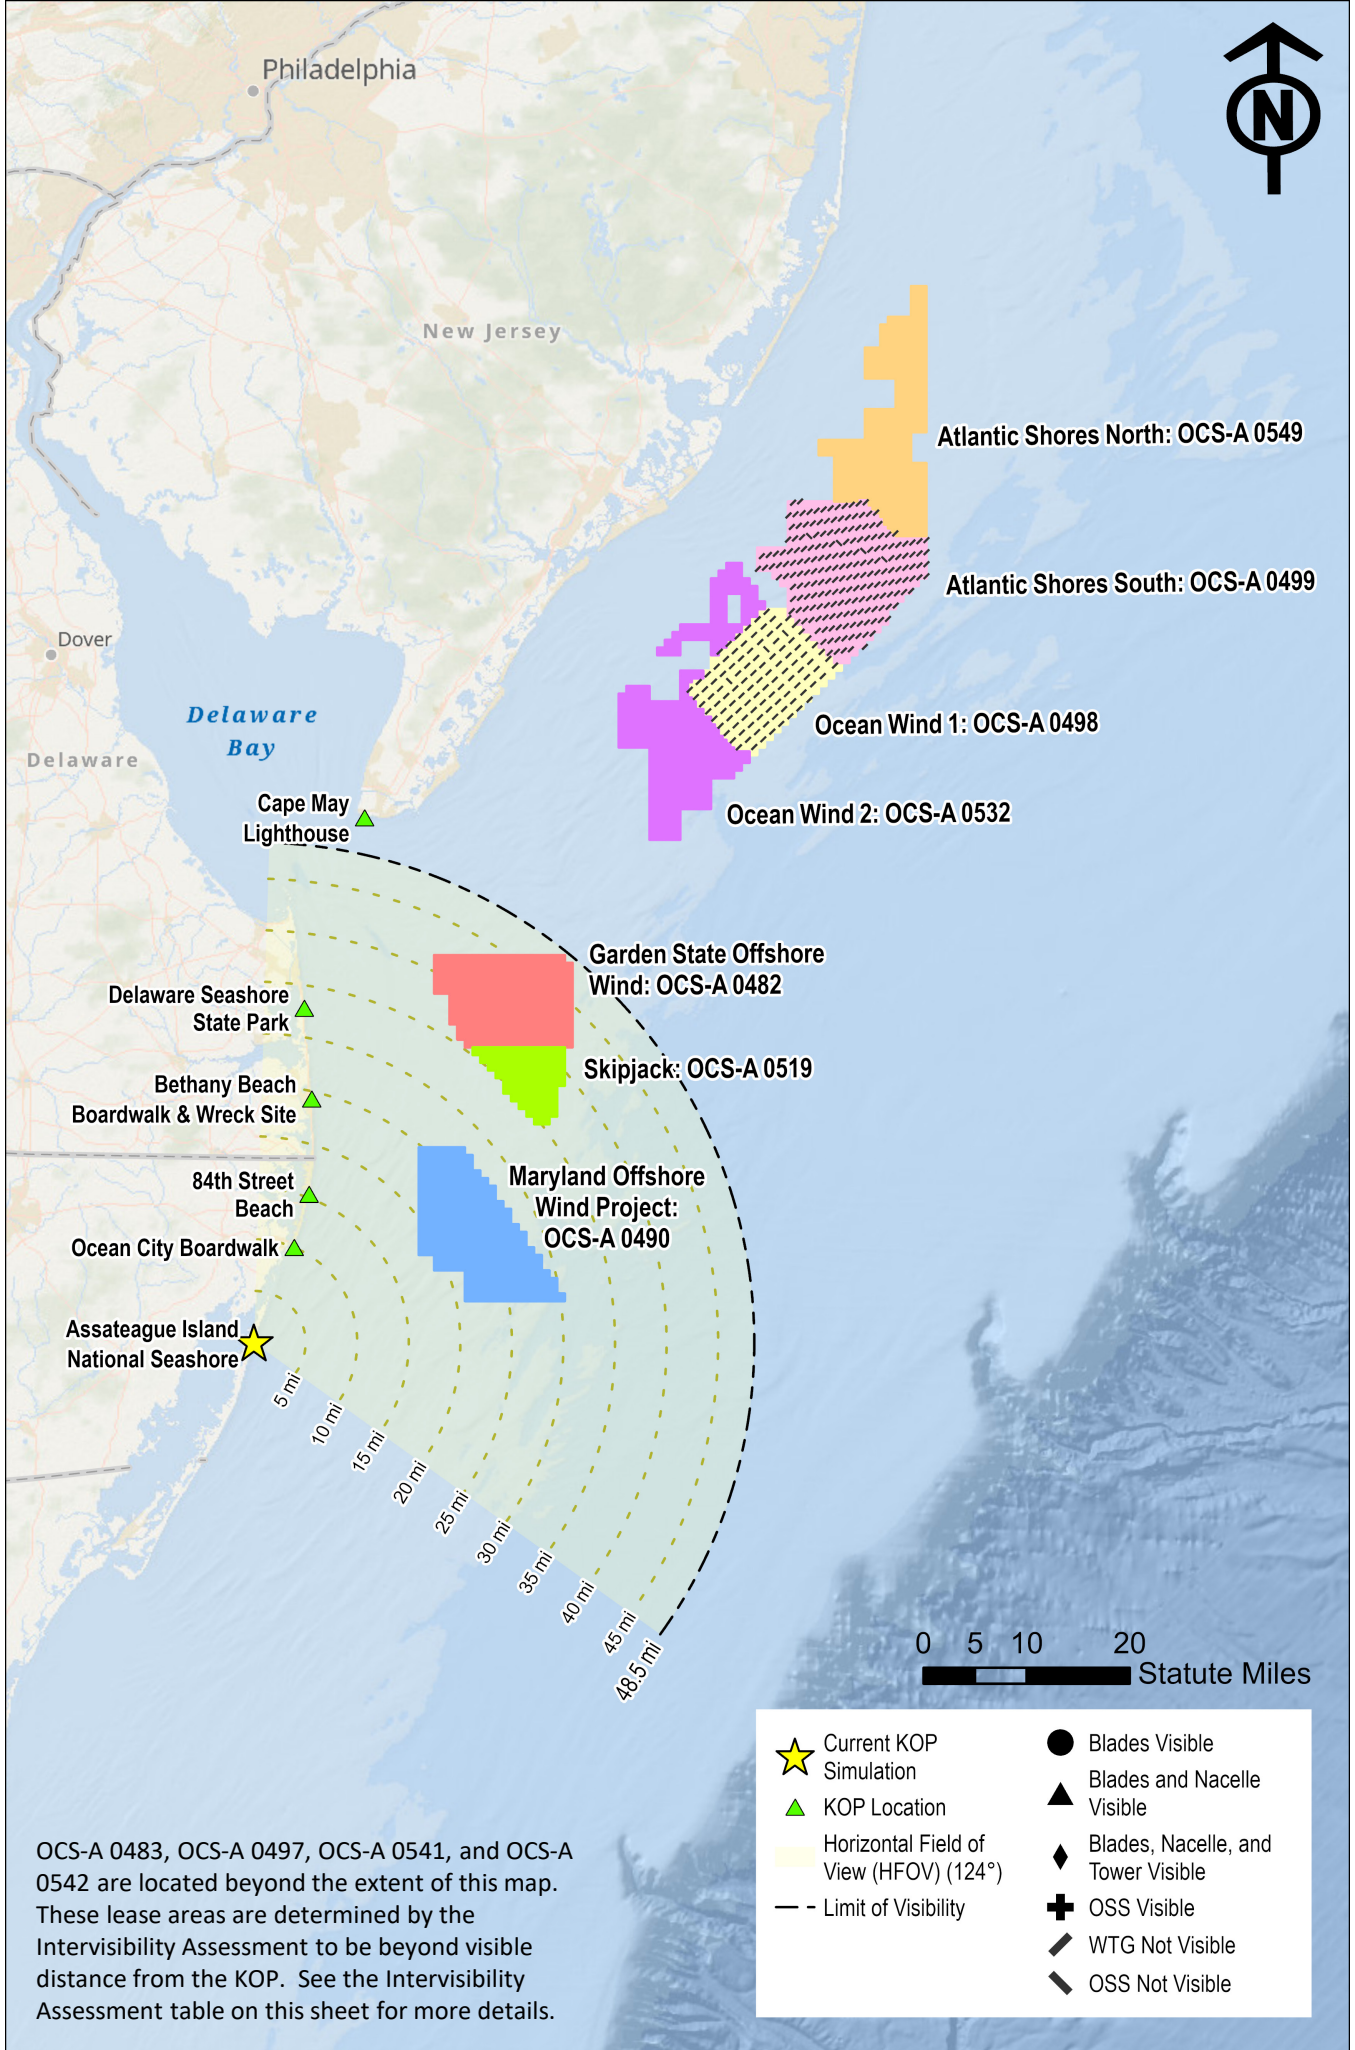 Philadelphia
N
New Jersey
Atlantic Shores North: OCS-A 0549
Atlantic Shores South: OCS-A 0499
Dover
Delaware
Bay
Delaware
Ocean Wind 1: OCS-A 0498
Cape May
Lighthouse
Ocean Wind 2: OCS-A 0532
Garden State Offshore
Wind: OCS-A 0482
Delaware Seashore
State Park
Skipjack: OCS-A 0519
Bethany Beach
Boardwalk & Wreck Site
84th Street
Beach
Maryland Offshore
Wind Project:
OCS-A 0490
Ocean City Boardwalk
Assateague Island
National Seashore
5 mi
10 mi
15 mi
20 mi
25 mi
30 mi
35 mi
40 mi
45 mi
48.5 mi
0 5 10 20
Statute Miles
Current KOP
Simulation
KOP Location
Horizontal Field of
View (HFOV) (124°)
Limit of Visibility
Blades Visible
Blades and Nacelle
Visible
Blades, Nacelle, and
Tower Visible
OSS Visible
WTG Not Visible
OSS Not Visible
OCS-A 0483, OCS-A 0497, OCS-A 0541, and OCS-A
0542 are located beyond the extent of this map.
These lease areas are determined by the
Intervisibility Assessment to be beyond visible
distance from the KOP.  See the Intervisibility
Assessment table on this sheet for more details.